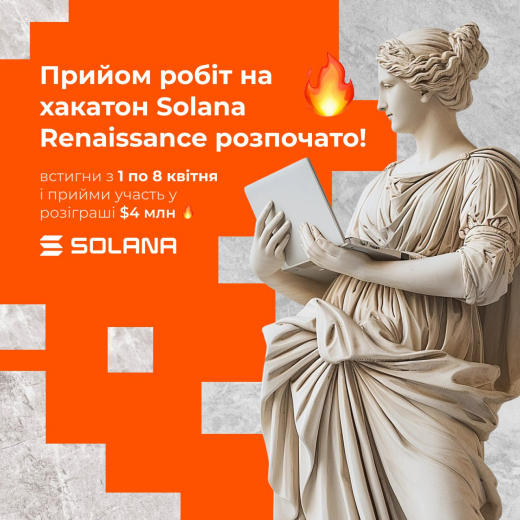 Прийом робіт на
хакатон Solana
Renaissance розпочато!
встигни з 1 по 8 квітня
і прийми участь у
розіграші $4 млн 🔥
SOLANA